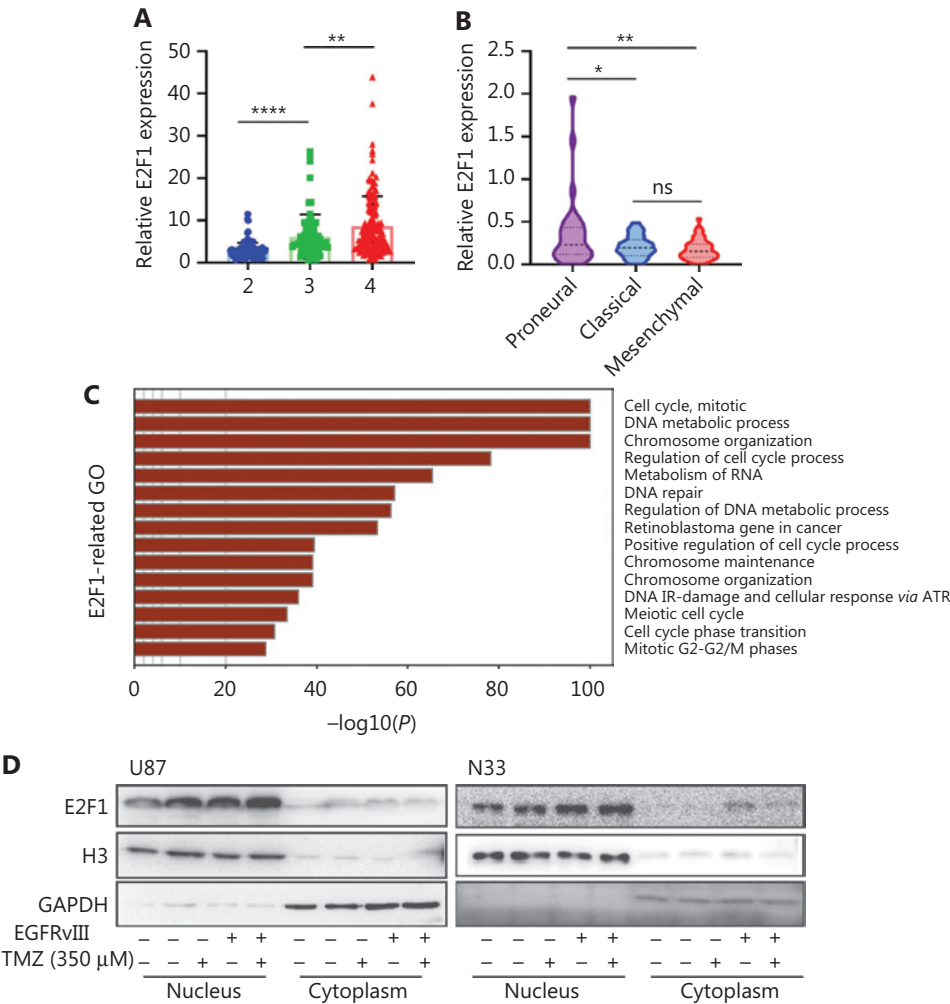 A
Relative E2F1 expression
50
40
30
20
10
0
****
**
2 3 4
B
Relative E2F1 expression
2.5
2.0
1.5
1.0
0.5
0.0
**
*
ns
Proneural
Classical
Mesenchymal
C
E2F1-related GO
Cell cycle, mitotic
DNA metabolic process
Chromosome organization
Regulation of cell cycle process
Metabolism of RNA
DNA repair
Regulation of DNA metabolic process
Retinoblastoma gene in cancer
Positive regulation of cell cycle process
Chromosome maintenance
Chromosome organization
DNA IR-damage and cellular response via ATR
Meiotic cell cycle
Cell cycle phase transition
Mitotic G2-G2/M phases
0 20 40 60 80 100
–log10(P)
D
U87 N33
E2F1
H3
GAPDH
EGFRvIII – – – + + – – – + + – – – + + – – – + +
TMZ (350 µM) – – + – + – – + – + – – + – + – – + – +
Nucleus Cytoplasm Nucleus Cytoplasm